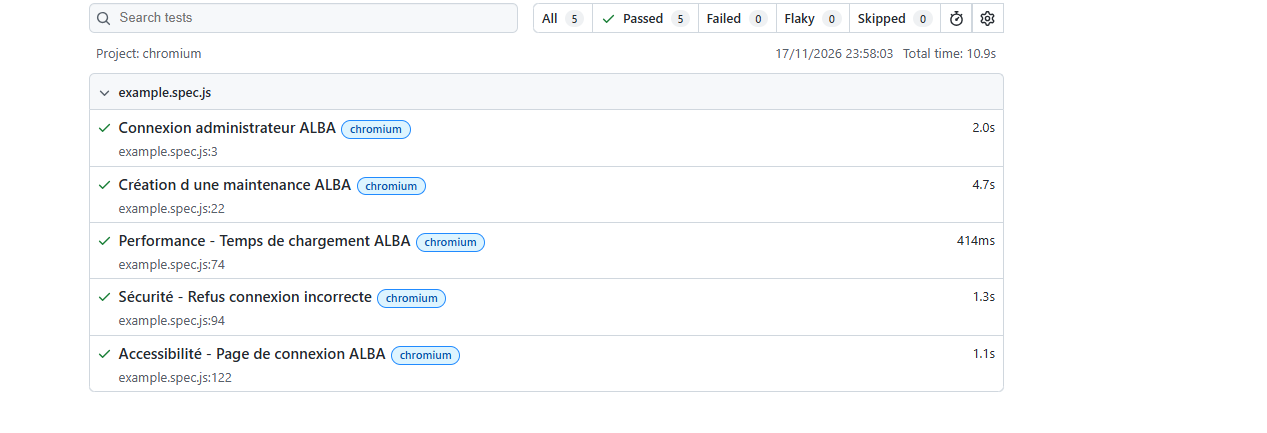 Search tests
All 5 Passed 5 Failed 0 Flaky 0 Skipped 0
Project: chromium 17/11/2026 23:58:03 Total time: 10.9s
example.spec.js
Connexion administrateur ALBA chromium 2.0s
example.spec.js:3
Création d une maintenance ALBA chromium 4.7s
example.spec.js:22
Performance - Temps de chargement ALBA chromium 414ms
example.spec.js:74
Sécurité - Refus connexion incorrecte chromium 1.3s
example.spec.js:94
Accessibilité - Page de connexion ALBA chromium 1.1s
example.spec.js:122